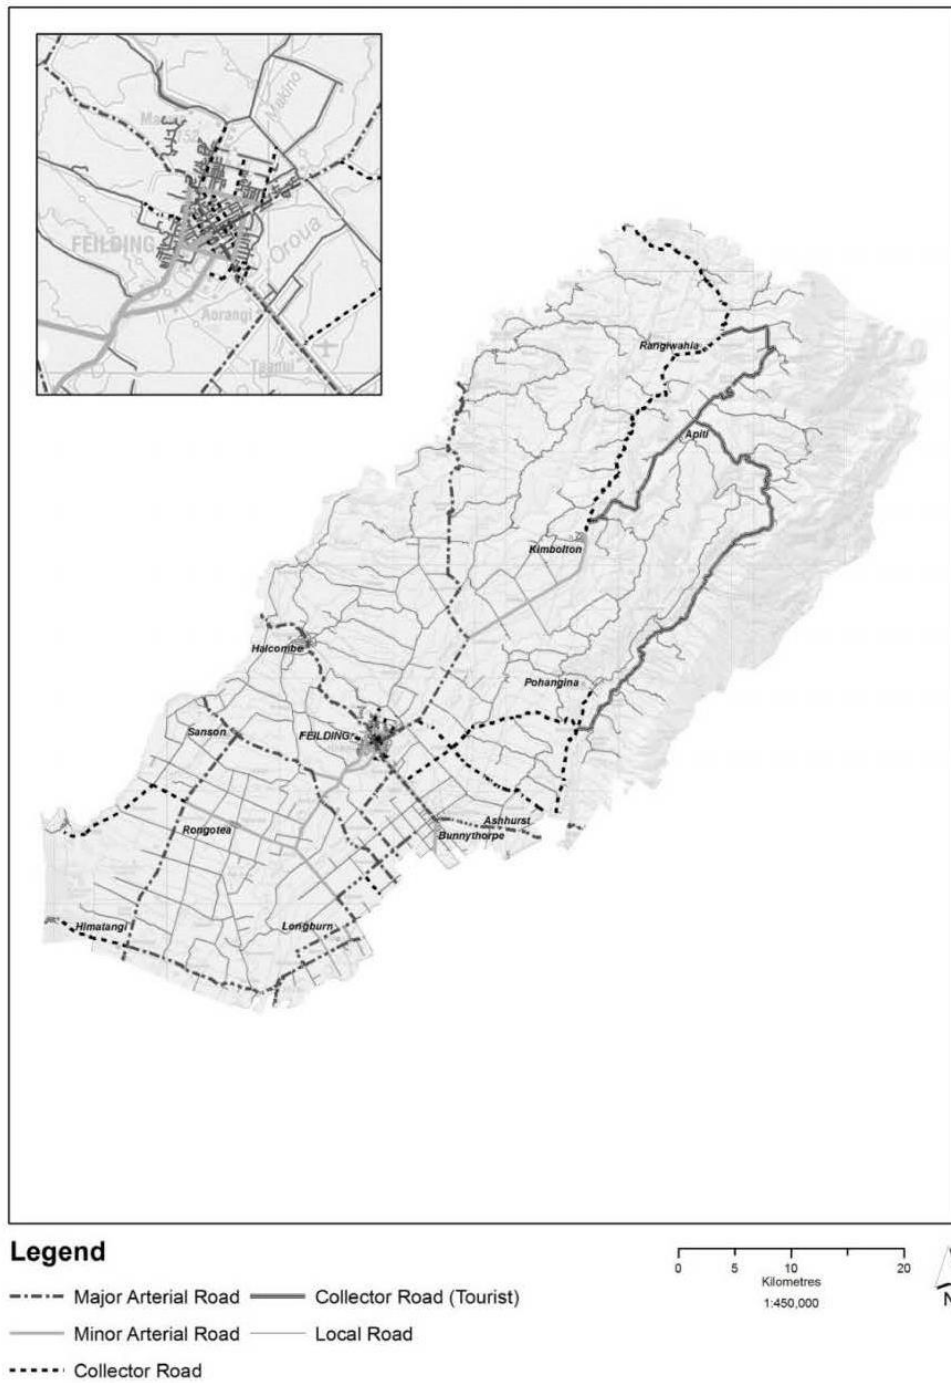 Makino
FEILDING
Oroua
Aorangi
Rangiwahia
Apiti
Kimbolton
Halcombe
Pohangina
Sanson
FEILDING
Ashhurst
Rongotea
Bunnythorpe
Himatangi
Longburn
Legend
Major Arterial Road
Collector Road (Tourist)
Minor Arterial Road
Local Road
Collector Road
0 5 10 20
Kilometres
1:450,000
N